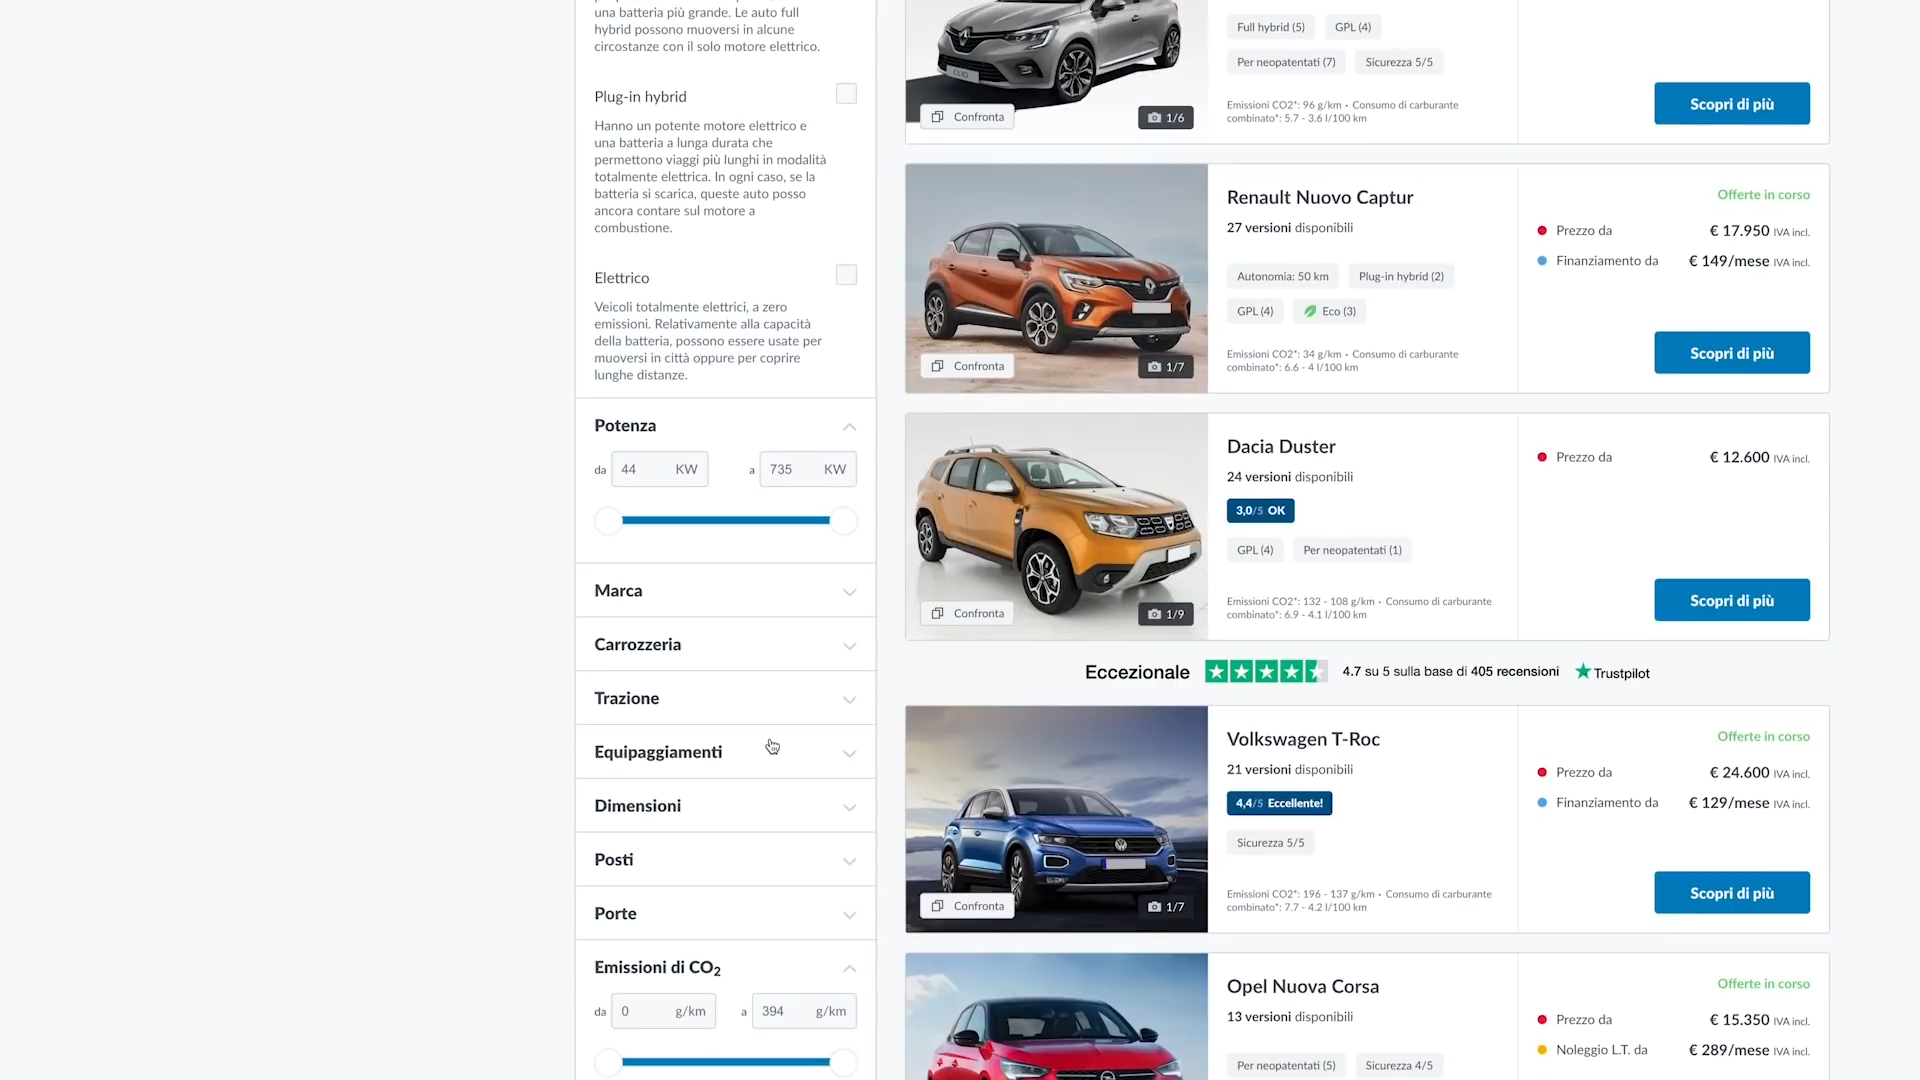 una batteria più grande. Le auto full
hybrid possono muoversi in alcune
circostanze con il solo motore elettrico.
Plug-in hybrid
Hanno un potente motore elettrico e
una batteria a lunga durata che
permettono viaggi più lunghi in modalità
totalmente elettrica. In ogni caso, se la
batteria si scarica, queste auto posso
ancora contare sul motore a
combustione.
Elettrico
Veicoli totalmente elettrici, a zero
emissioni. Relativamente alla capacità
della batteria, possono essere usate per
muoversi in città oppure per coprire
lunghe distanze.
Potenza
da 44 KW a 735 KW
Marca
Carrozzeria
Trazione
Equipaggiamenti
Dimensioni
Posti
Porte
Emissioni di CO2
da 0 g/km a 394 g/km
CLIO
Confronta
1/6
Full hybrid (5) GPL (4)
Per neopatentati (7) Sicurezza 5/5
Emissioni CO2*: 96 g/km • Consumo di carburante
combinato*: 5.7 - 3.6 l/100 km
Scopri di più
Confronta
1/7
Renault Nuovo Captur
27 versioni disponibili
Autonomia: 50 km Plug-in hybrid (2)
GPL (4) Eco (3)
Emissioni CO2*: 34 g/km • Consumo di carburante
combinato*: 6.6 - 4 l/100 km
Offerte in corso
Prezzo da € 17.950 IVA incl.
Finanziamento da € 149/mese IVA incl.
Scopri di più
Confronta
1/9
Dacia Duster
24 versioni disponibili
3,0/5 OK
GPL (4) Per neopatentati (1)
Emissioni CO2*: 132 - 108 g/km • Consumo di carburante
combinato*: 6.9 - 4.1 l/100 km
Prezzo da € 12.600 IVA incl.
Scopri di più
Eccezionale 4.7 su 5 sulla base di 405 recensioni Trustpilot
Confronta
1/7
Volkswagen T-Roc
21 versioni disponibili
4,4/5 Eccellente!
Sicurezza 5/5
Emissioni CO2*: 196 - 137 g/km • Consumo di carburante
combinato*: 7.7 - 4.2 l/100 km
Offerte in corso
Prezzo da € 24.600 IVA incl.
Finanziamento da € 129/mese IVA incl.
Scopri di più
Opel Nuova Corsa
13 versioni disponibili
Per neopatentati (5) Sicurezza 4/5
Offerte in corso
Prezzo da € 15.350 IVA incl.
Noleggio L.T. da € 289/mese IVA incl.